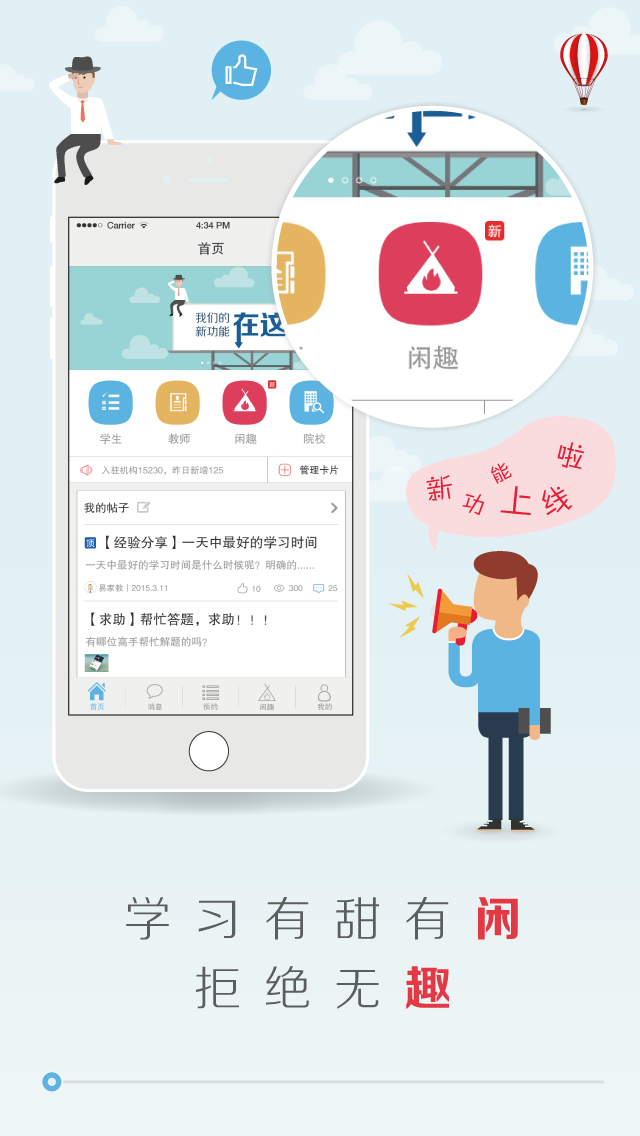 Carrier 4:34 PM
首页
我们的
新功能 在这
新
闲趣
学生 教师 闲趣 院校
新
入驻机构15230，昨日新增125 管理卡片
我的帖子
顶 【经验分享】一天中最好的学习时间
一天中最好的学习时间是什么时候呢？明确的......
易家教 | 2015.3.11 10 300 25
【求助】帮忙答题，求助！！！
有哪位高手帮忙解题的吗?
首页 消息 预约 闲趣 我的
新功能上线啦
学习有甜有闲
拒绝无趣